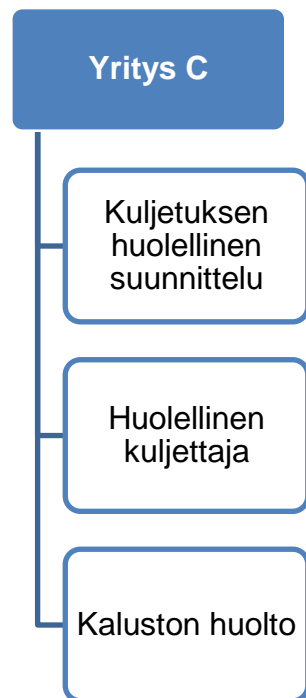 Yritys C
Kuljetuksen
huolellinen
suunnittelu
Huolellinen
kuljettaja
Kaluston huolto